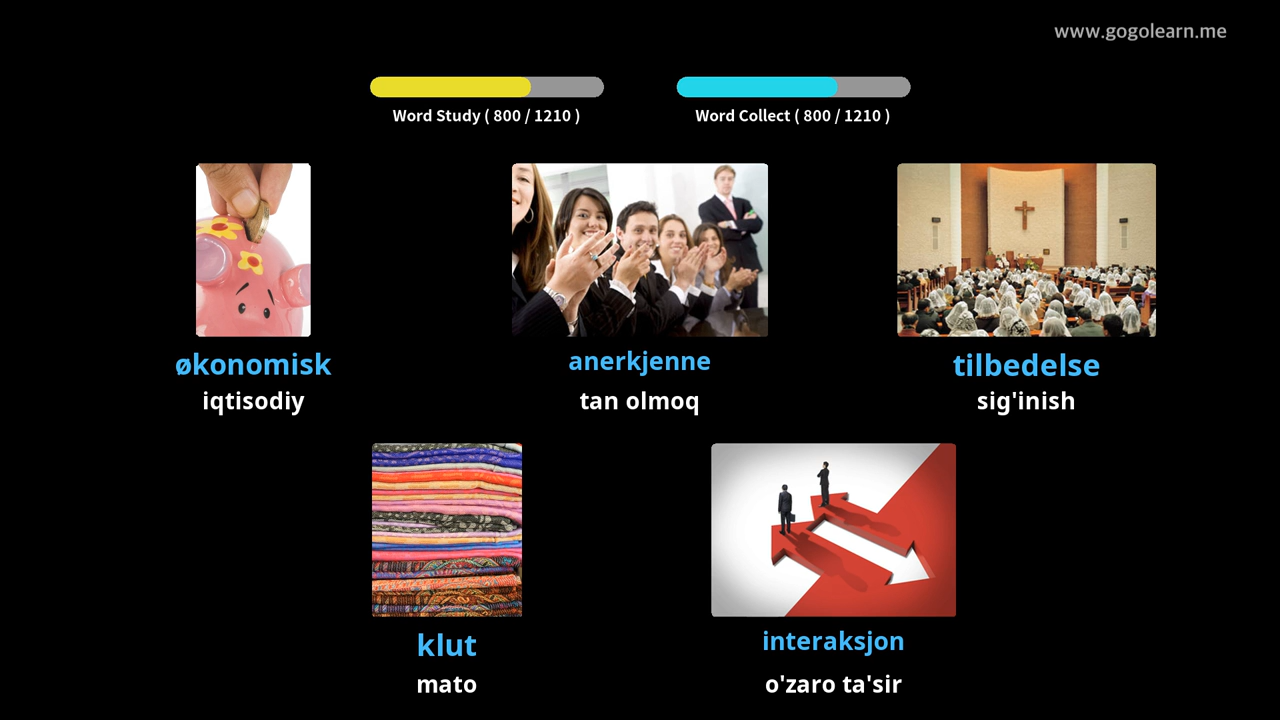 www.gogolearn.me
Word Study ( 800 / 1210 )
Word Collect ( 800 / 1210 )
økonomisk
iqtisodiy
anerkjenne
tan olmoq
tilbedelse
sig'inish
klut
mato
interaksjon
o'zaro ta'sir